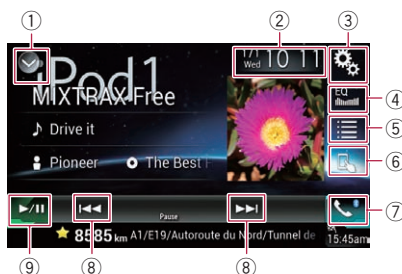 ① ② ③
iPod1
1/1
Wed 10 11
MIXTRAX Free
EQ
④
♪ Drive it
⑤
Pioneer The Best
⑥
Pause
⑦
8585 km A1/E19/Autoroute du Nord/Tunnel de
15:45am
⑨ ⑧ ⑧